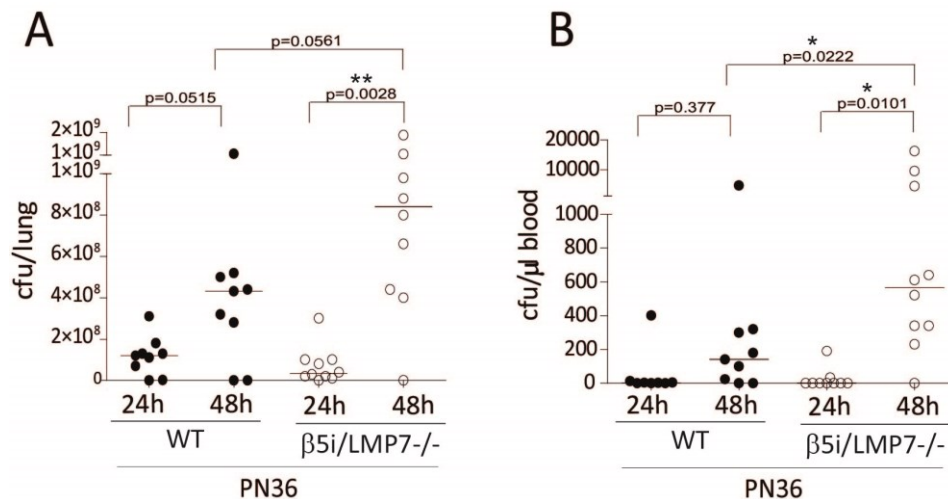 A
p=0.0561
**
p=0.0515
p=0.0028
2×10⁹
1×10⁹
1×10⁹
8×10⁸
6×10⁸
4×10⁸
2×10⁸
0
cfu/lung
24h 48h 24h 48h
WT β5i/LMP7-/-
PN36
B
*
p=0.0222
*
p=0.377
p=0.0101
20000
10000
1000
800
600
400
200
0
cfu/µl blood
24h 48h 24h 48h
WT β5i/LMP7-/-
PN36